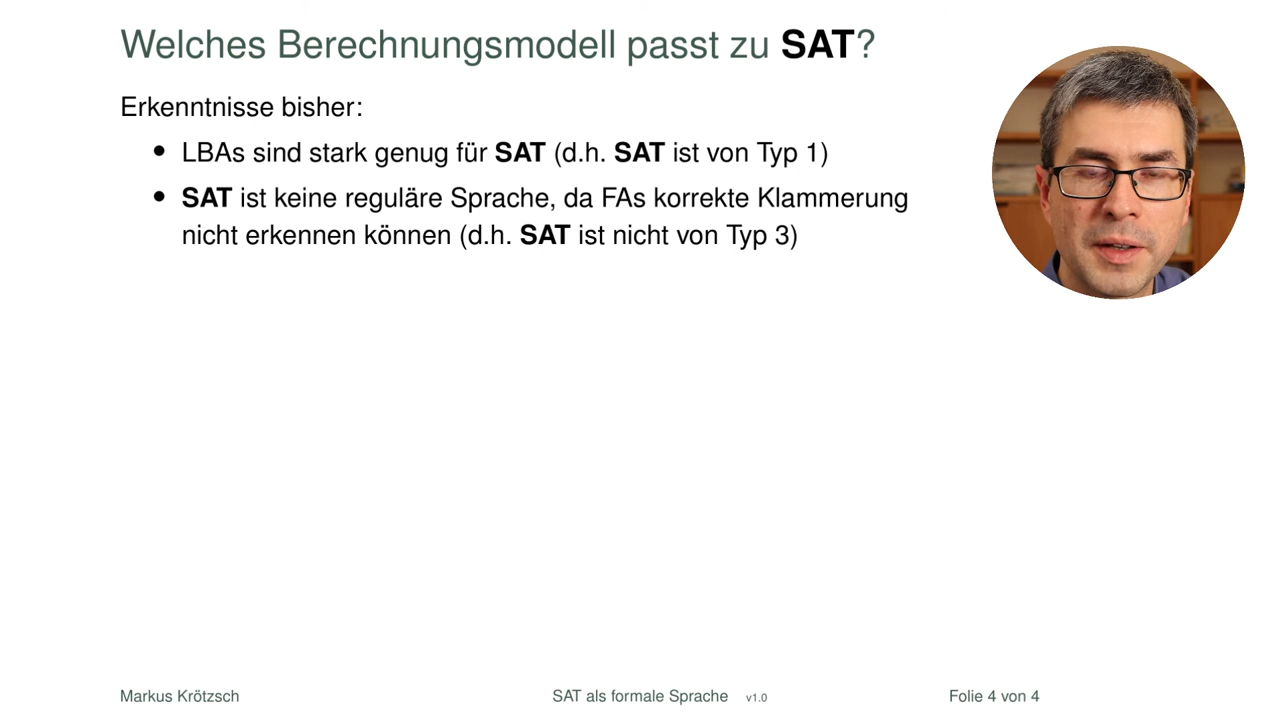 Welches Berechnungsmodell passt zu SAT?
Erkenntnisse bisher:
• LBAs sind stark genug für SAT (d.h. SAT ist von Typ 1)
• SAT ist keine reguläre Sprache, da FAs korrekte Klammerung
nicht erkennen können (d.h. SAT ist nicht von Typ 3)
Markus Krötzsch SAT als formale Sprache v1.0 Folie 4 von 4